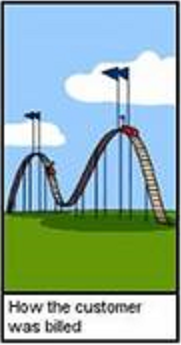 How the customer
was billed